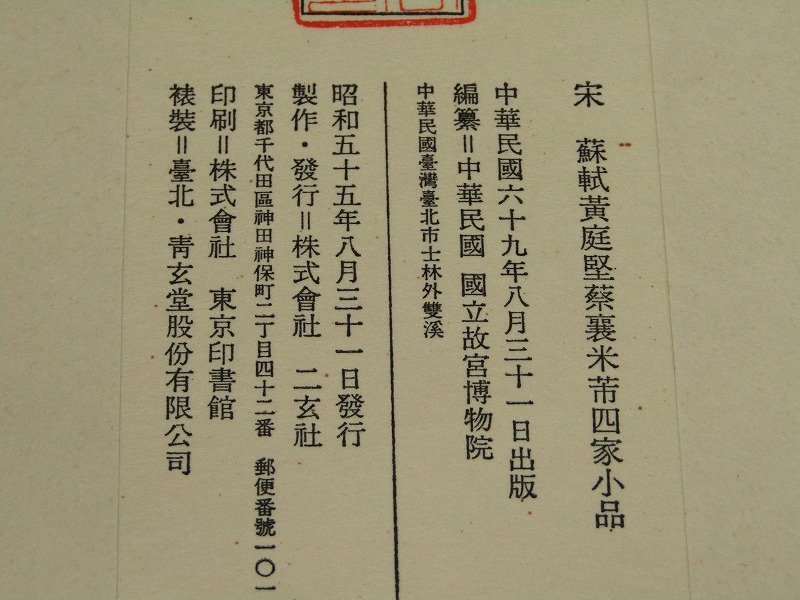 宋　蘇軾黃庭堅蔡襄米芾四家小品
中華民國六十九年八月三十一日出版
編纂＝中華民國　國立故宮博物院
中華民國臺灣臺北市士林外雙溪
昭和五十五年八月三十一日發行
製作・發行＝株式會社　二玄社
東京都千代田區神田神保町二丁目四十二番　郵便番號一〇一
印刷＝株式會社　東京印書館
裱裝＝臺北・靑玄堂股份有限公司